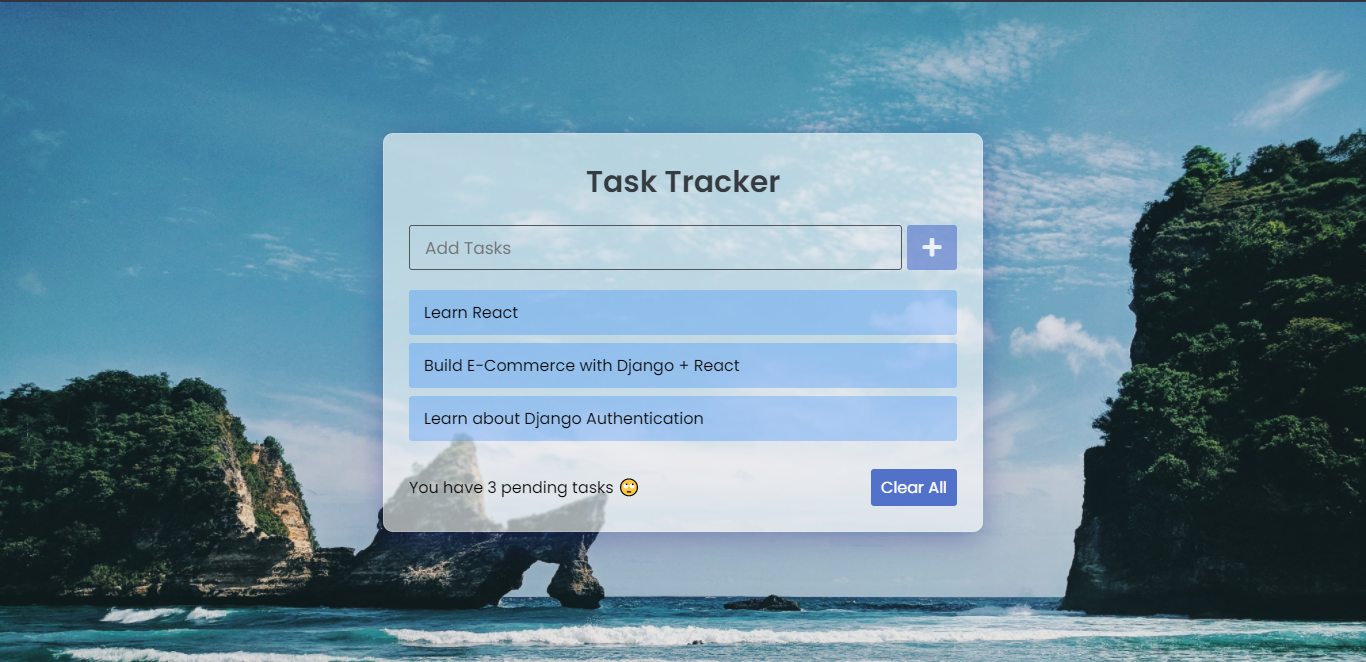 Task Tracker
Add Tasks
Learn React
Build E-Commerce with Django + React
Learn about Django Authentication
You have 3 pending tasks 🙄
Clear All